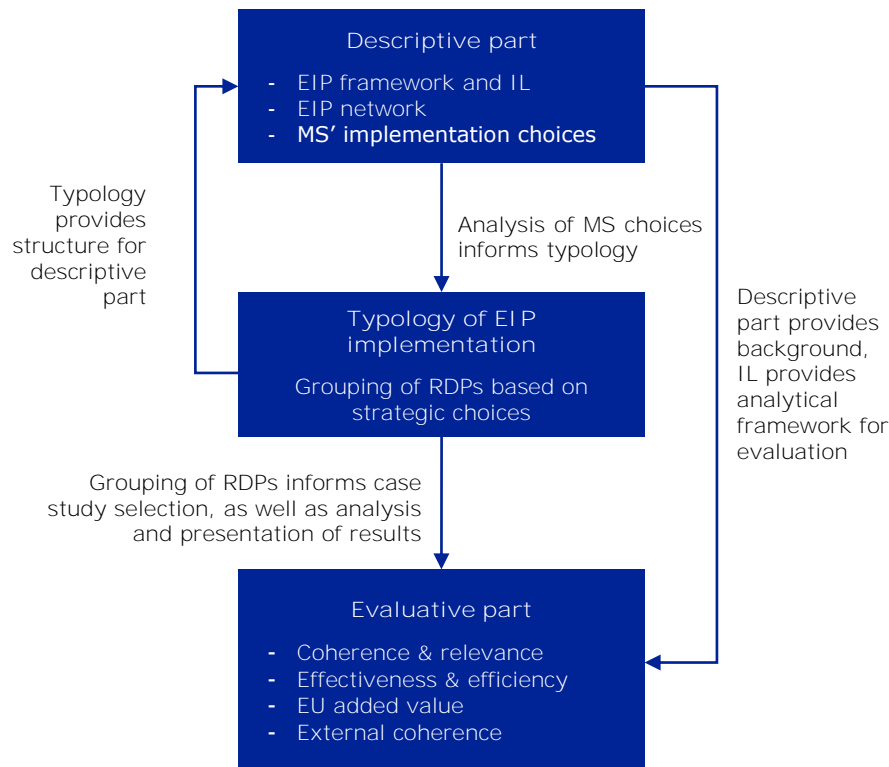 Descriptive part
- EIP framework and IL
- EIP network
- MS’ implementation choices
Typology
provides
structure for
descriptive
part
Analysis of MS choices
informs typology
Typology of EIP
implementation
Grouping of RDPs based on
strategic choices
Descriptive
part provides
background,
IL provides
analytical
framework for
evaluation
Grouping of RDPs informs case
study selection, as well as analysis
and presentation of results
Evaluative part
- Coherence & relevance
- Effectiveness & efficiency
- EU added value
- External coherence